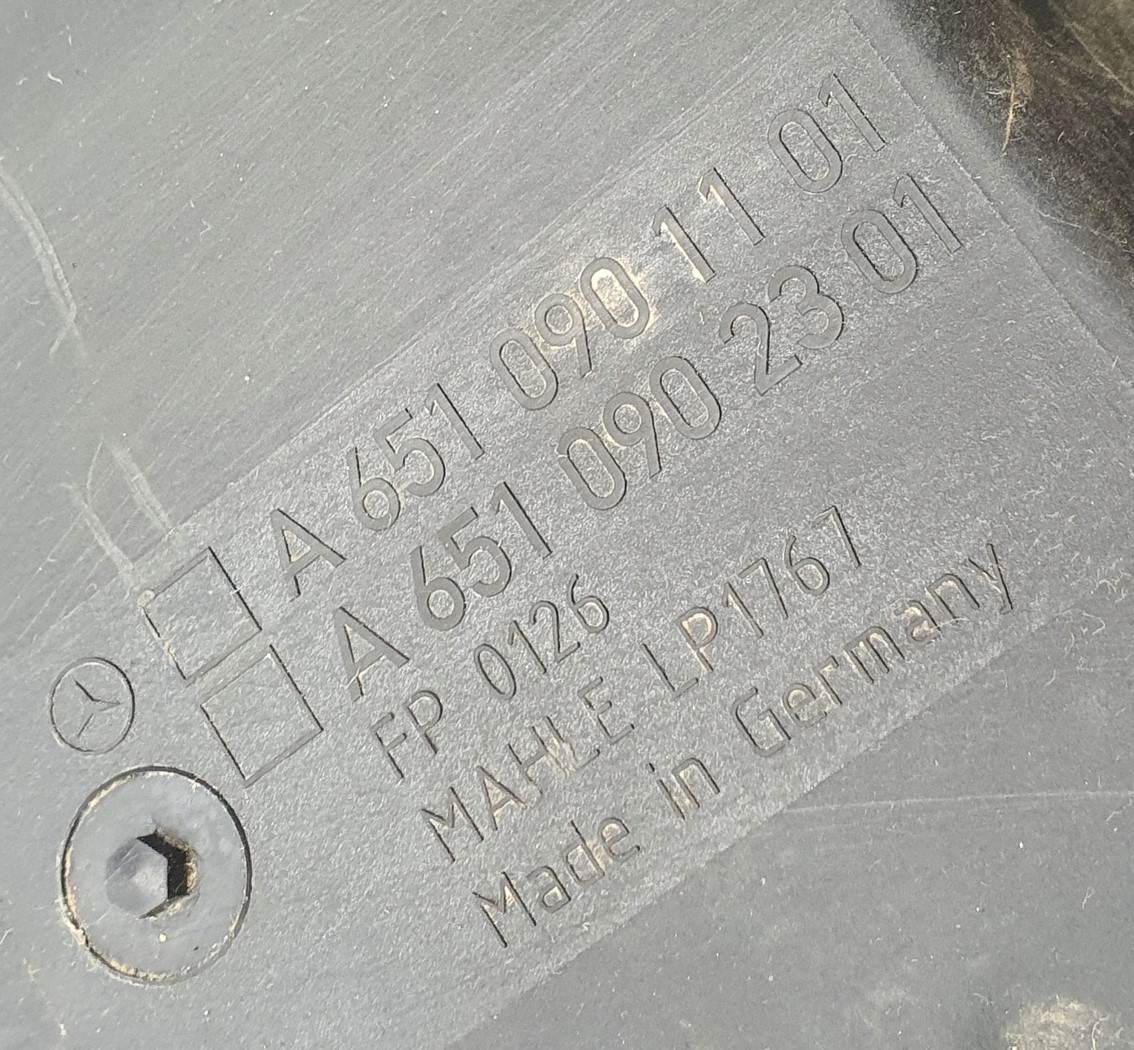 A 651 090 11 01
A 651 090 23 01
FP 0126
MAHLE LP1767
Made in Germany